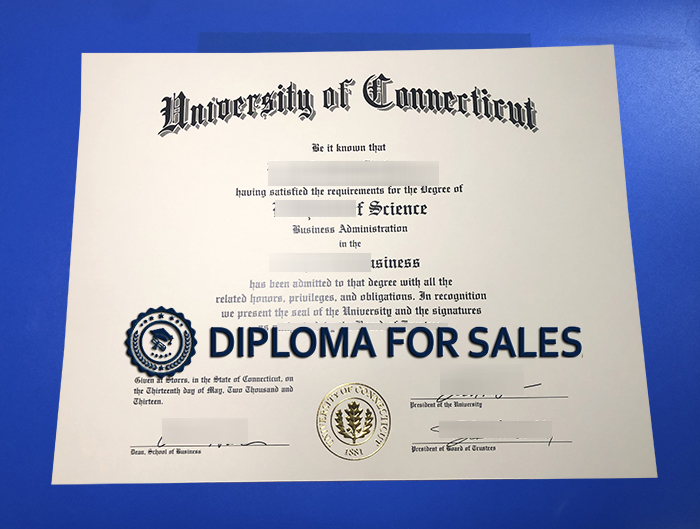 University of Connecticut
Be it known that
having satisfied the requirements for the Degree of
f Science
Business Administration
in the
usiness
has been admitted to that degree with all the
related honors, privileges, and obligations. In recognition
we present the seal of the University and the signatures
DIPLOMA FOR SALES
Given at Storrs, in the State of Connecticut, on
the Thirteenth day of May, Two Thousand and
Thirteen.
UNIVERSITY OF CONNECTICUT
1881
President of the University
Dean, School of Business
President of Board of Trustees